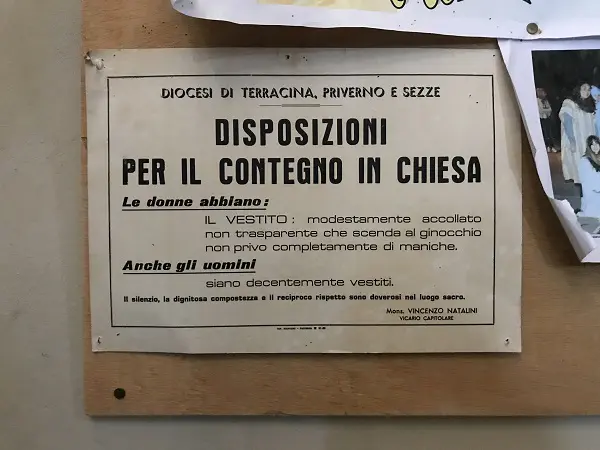 DIOCESI DI TERRACINA, PRIVERNO E SEZZE
DISPOSIZIONI
PER IL CONTEGNO IN CHIESA
Le donne abbiano:
IL VESTITO: modestamente accollato
non trasparente che scenda al ginocchio
non privo completamente di maniche.
Anche gli uomini
siano decentemente vestiti.
Il silenzio, la dignitosa compostezza e il reciproco rispetto sono doverosi nel luogo sacro.
Mons. VINCENZO NATALINI
VICARIO CAPITOLARE